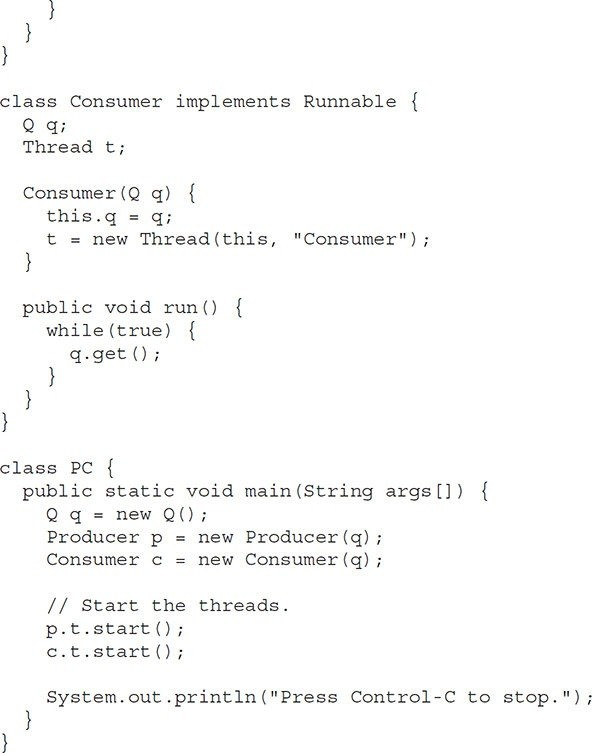 }
  }
}

class Consumer implements Runnable {
  Q q;
  Thread t;

  Consumer(Q q) {
    this.q = q;
    t = new Thread(this, "Consumer");
  }

  public void run() {
    while(true) {
      q.get();
    }
  }
}

class PC {
  public static void main(String args[]) {
    Q q = new Q();
    Producer p = new Producer(q);
    Consumer c = new Consumer(q);

    // Start the threads.
    p.t.start();
    c.t.start();

    System.out.println("Press Control-C to stop.");
  }
}